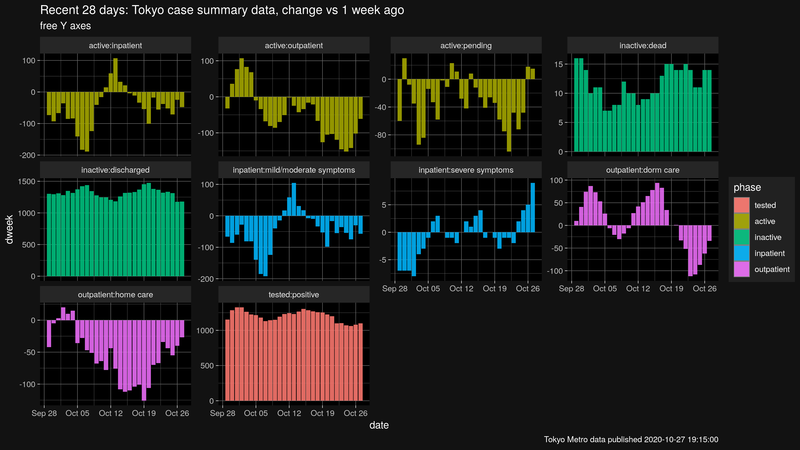 Recent 28 days: Tokyo case summary data, change vs 1 week ago
free Y axes
active:inpatient
active:outpatient
active:pending
inactive:dead
100
0
-100
-200
100
0
-100
0
-40
-80
15
10
5
0
inactive:discharged
inpatient:mild/moderate symptoms
inpatient:severe symptoms
outpatient:dorm care
1500
1000
500
0
100
0
-100
-200
5
0
-5
100
50
0
-50
-100
Sep 28 Oct 05 Oct 12 Oct 19 Oct 26
Sep 28 Oct 05 Oct 12 Oct 19 Oct 26
outpatient:home care
tested:positive
0
-50
-100
1000
500
0
Sep 28 Oct 05 Oct 12 Oct 19 Oct 26
Sep 28 Oct 05 Oct 12 Oct 19 Oct 26
dweek
date
phase
tested
active
inactive
inpatient
outpatient
Tokyo Metro data published 2020-10-27 19:15:00